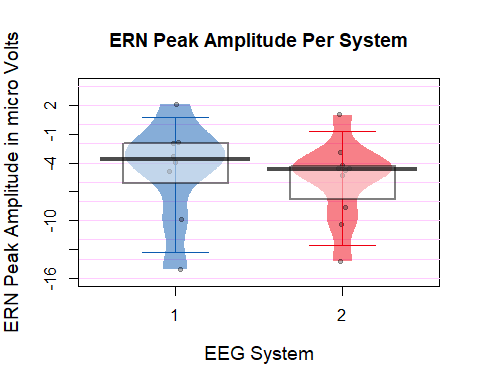 ERN Peak Amplitude Per System
ERN Peak Amplitude in micro Volts
2
-1
-4
-10
-16
1
2
EEG System